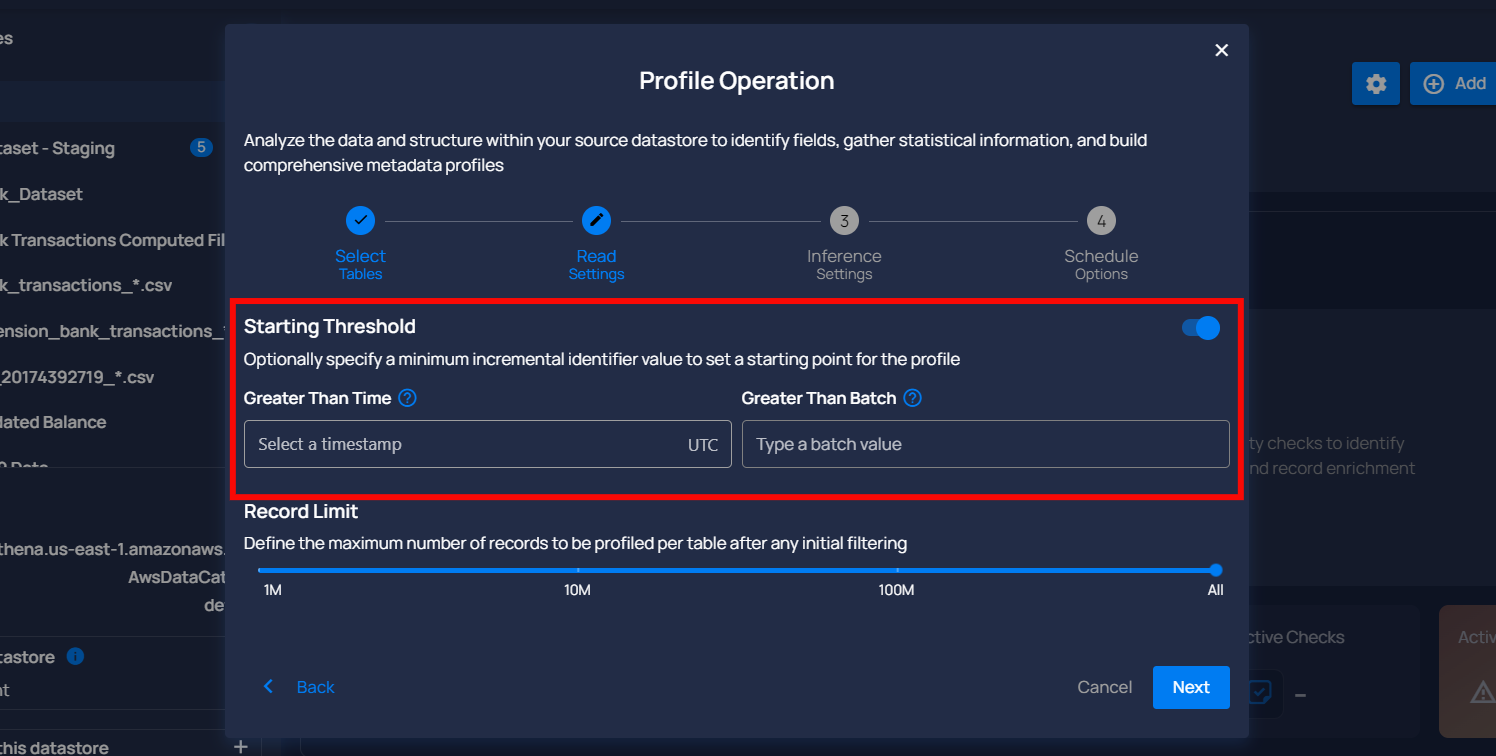 es
Profile Operation
Add
Analyze the data and structure within your source datastore to identify fields, gather statistical information, and build
comprehensive metadata profiles
taset - Staging 5
k_Dataset
k Transactions Computed Fil
k_transactions_*.csv
ension_bank_transactions_*
_20174392719_*.csv
lated Balance
3 4
Select Read Inference Schedule
Tables Settings Settings Options
Starting Threshold
Optionally specify a minimum incremental identifier value to set a starting point for the profile
Greater Than Time ? Greater Than Batch ?
Select a timestamp UTC Type a batch value
ty checks to identify
nd record enrichment
Record Limit
Define the maximum number of records to be profiled per table after any initial filtering
1M 10M 100M All
thena.us-east-1.amazonaws.
AwsDataCat
de
tastore i
nt
ctive Checks
Activ
–
Back Cancel Next
this datastore +